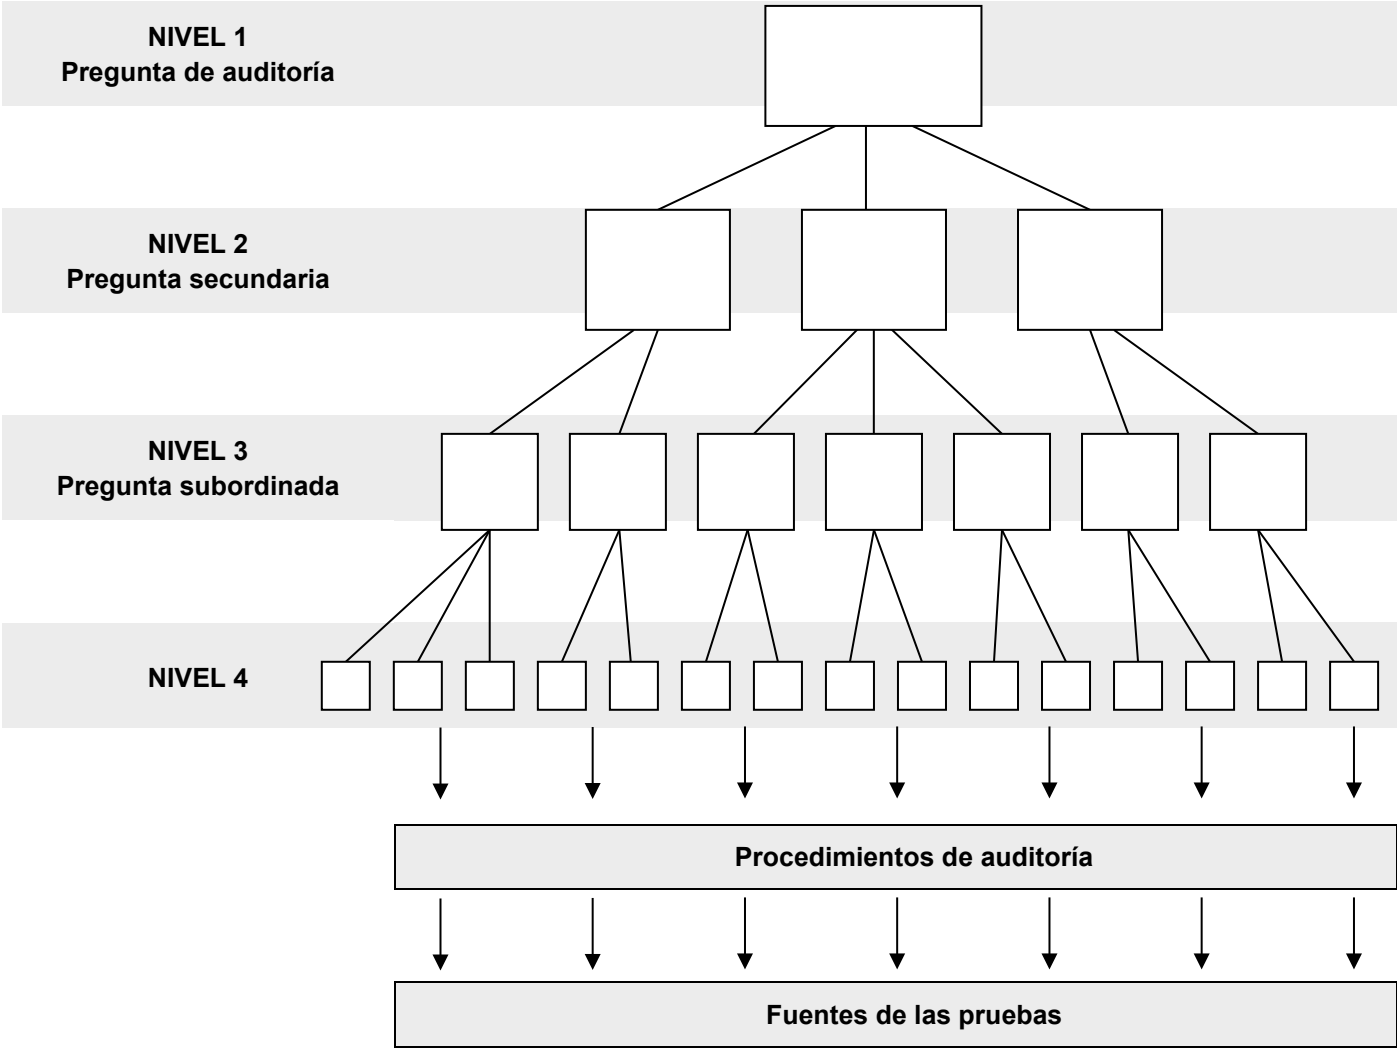 NIVEL 1
Pregunta de auditoría
NIVEL 2
Pregunta secundaria
NIVEL 3
Pregunta subordinada
NIVEL 4
Procedimientos de auditoría
Fuentes de las pruebas